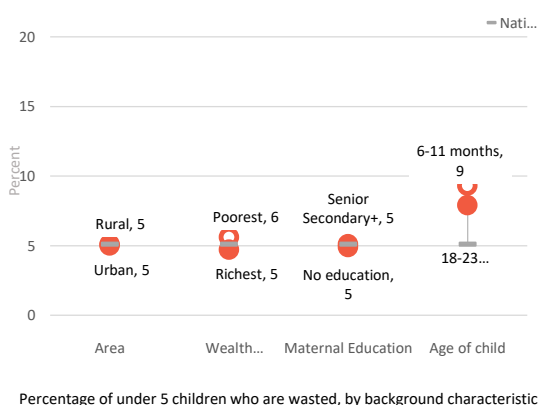 Nati...
20
15
10
5
0
Percent
Rural, 5
Urban, 5
Poorest, 6
Richest, 5
Senior
Secondary+, 5
No education,
5
6-11 months,
9
18-23...
Area
Wealth...
Maternal Education
Age of child
Percentage of under 5 children who are wasted, by background characteristic